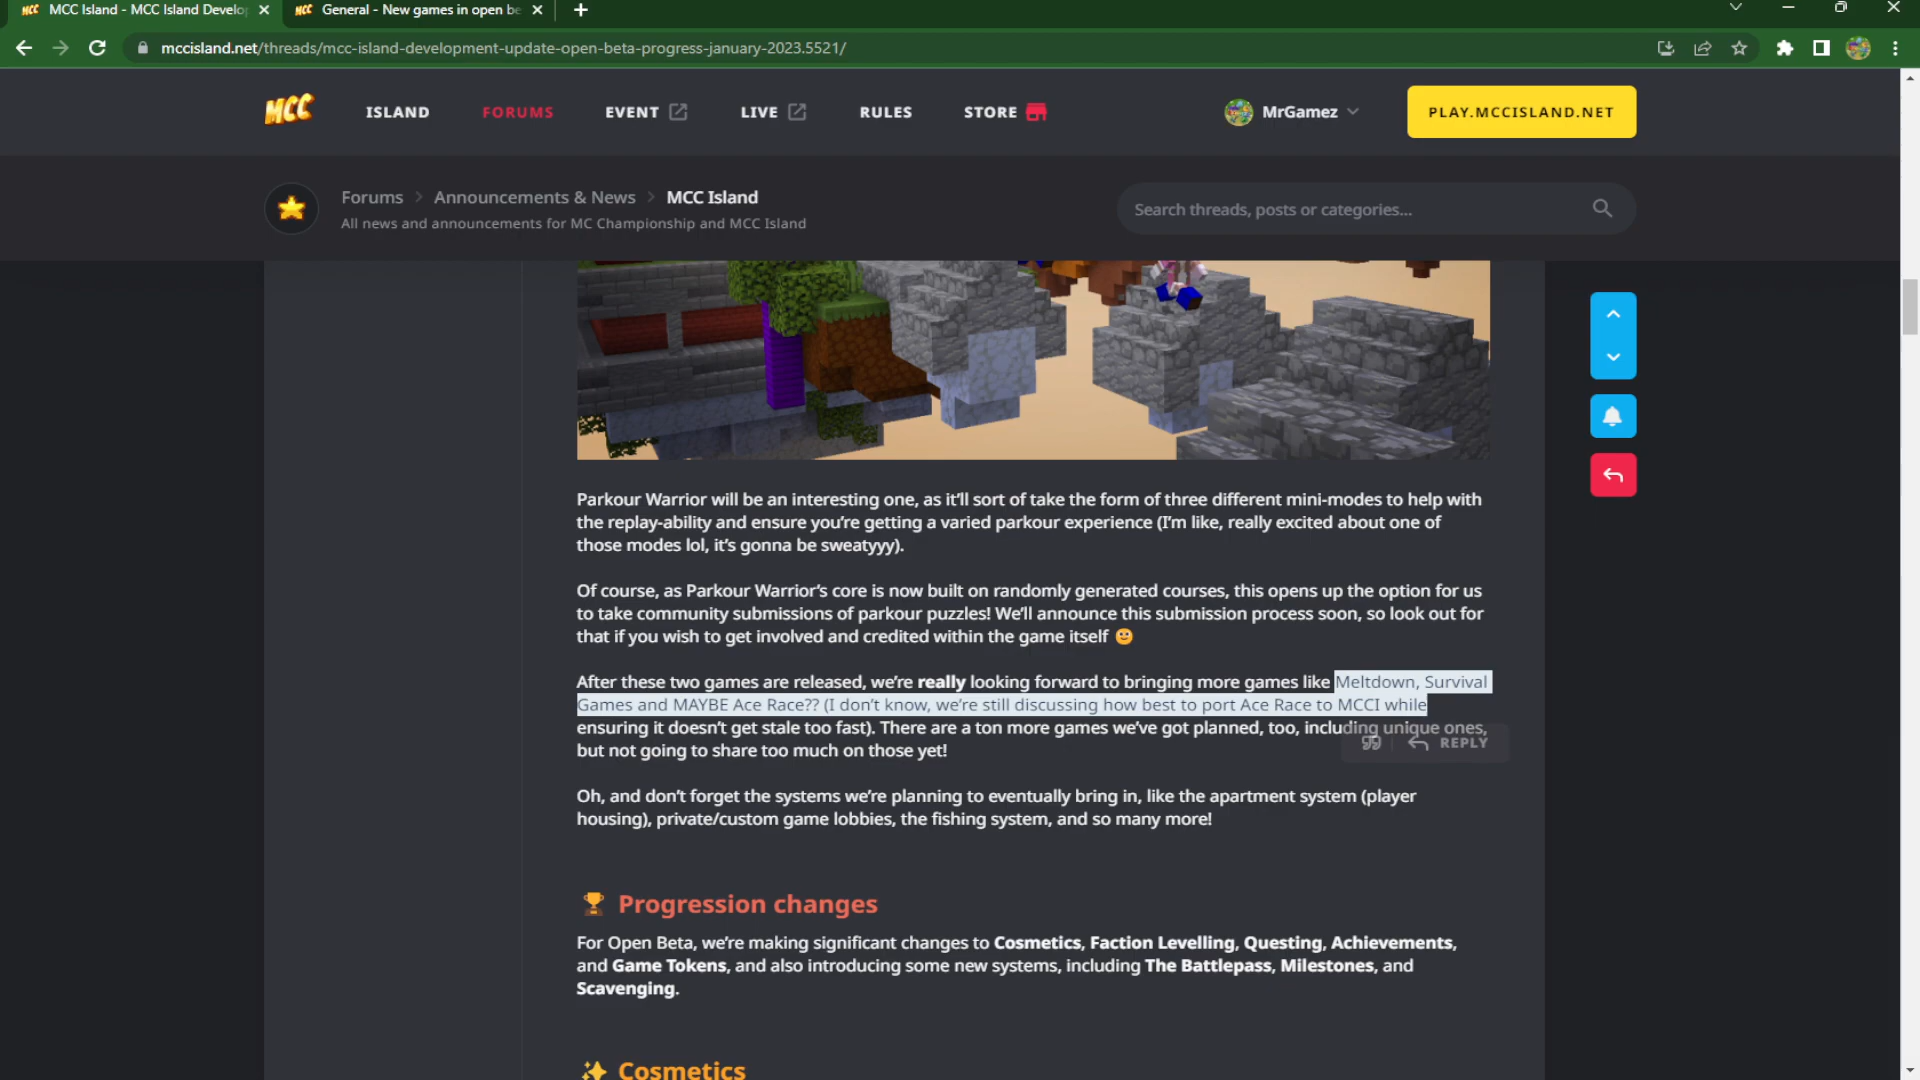 MCC Island - MCC Island Develop
General - New games in open be
mccisland.net/threads/mcc-island-development-update-open-beta-progress-january-2023.5521/
MCC ISLAND FORUMS EVENT LIVE RULES STORE MrGamez PLAY.MCCISLAND.NET
Forums > Announcements & News > MCC Island
All news and announcements for MC Championship and MCC Island
Search threads, posts or categories...
Parkour Warrior will be an interesting one, as it’ll sort of take the form of three different mini-modes to help with
the replay-ability and ensure you’re getting a varied parkour experience (I’m like, really excited about one of
those modes lol, it’s gonna be sweatyyy).
Of course, as Parkour Warrior’s core is now built on randomly generated courses, this opens up the option for us
to take community submissions of parkour puzzles! We’ll announce this submission process soon, so look out for
that if you wish to get involved and credited within the game itself 🙂
After these two games are released, we’re really looking forward to bringing more games like Meltdown, Survival
Games and MAYBE Ace Race?? (I don’t know, we’re still discussing how best to port Ace Race to MCCI while
ensuring it doesn’t get stale too fast). There are a ton more games we’ve got planned, too, including unique ones,
but not going to share too much on those yet!
REPLY
Oh, and don’t forget the systems we’re planning to eventually bring in, like the apartment system (player
housing), private/custom game lobbies, the fishing system, and so many more!
🏆 Progression changes
For Open Beta, we’re making significant changes to Cosmetics, Faction Levelling, Questing, Achievements,
and Game Tokens, and also introducing some new systems, including The Battlepass, Milestones, and
Scavenging.
✨ Cosmetics